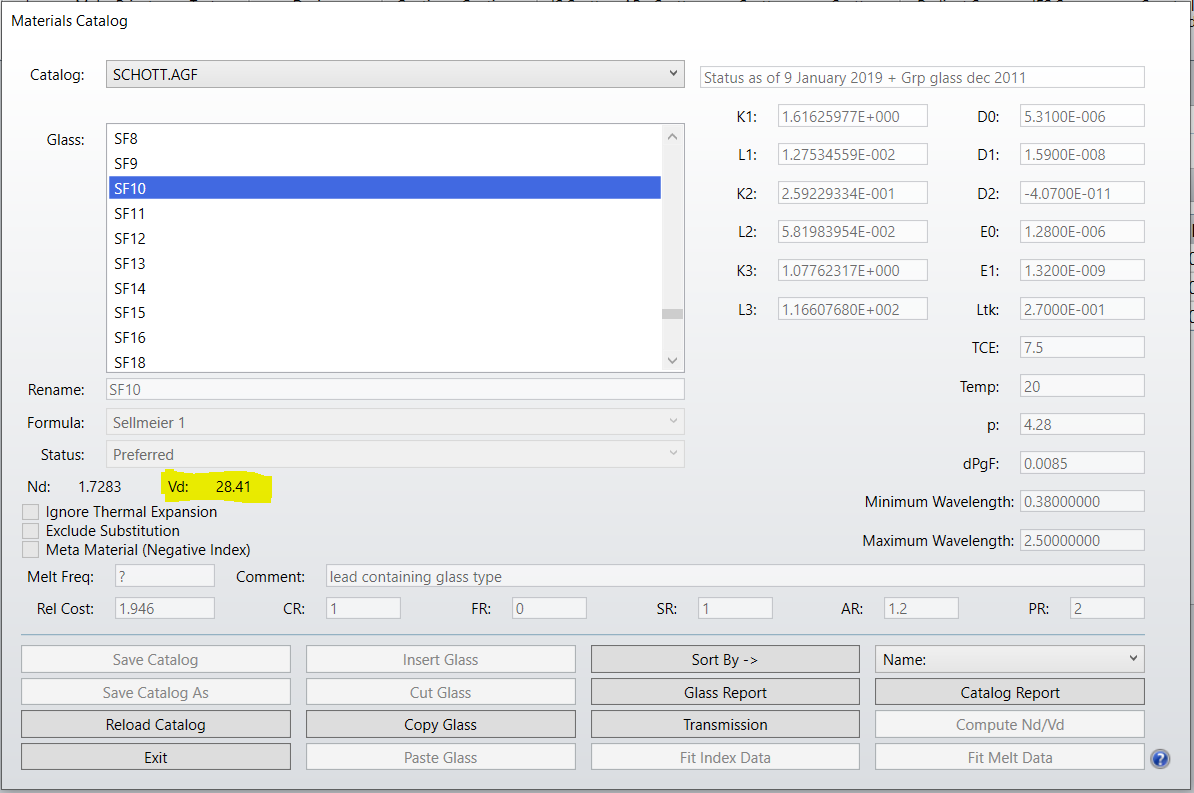 Materials Catalog
Catalog: SCHOTT.AGF
Status as of 9 January 2019 + Grp glass dec 2011
Glass:
SF8
SF9
SF10
SF11
SF12
SF13
SF14
SF15
SF16
SF18
K1: 1.61625977E+000 D0: 5.3100E-006
L1: 1.27534559E-002 D1: 1.5900E-008
K2: 2.59229334E-001 D2: -4.0700E-011
L2: 5.81983954E-002 E0: 1.2800E-006
K3: 1.07762317E+000 E1: 1.3200E-009
L3: 1.16607680E+002 Ltk: 2.7000E-001
TCE: 7.5
Temp: 20
p: 4.28
dPgF: 0.0085
Minimum Wavelength: 0.38000000
Maximum Wavelength: 2.50000000
Rename: SF10
Formula: Sellmeier 1
Status: Preferred
Nd: 1.7283 Vd: 28.41
Ignore Thermal Expansion
Exclude Substitution
Meta Material (Negative Index)
Melt Freq: ? Comment: lead containing glass type
Rel Cost: 1.946 CR: 1 FR: 0 SR: 1 AR: 1.2 PR: 2
Save Catalog Insert Glass Sort By -> Name:
Save Catalog As Cut Glass Glass Report Catalog Report
Reload Catalog Copy Glass Transmission Compute Nd/Vd
Exit Paste Glass Fit Index Data Fit Melt Data
?